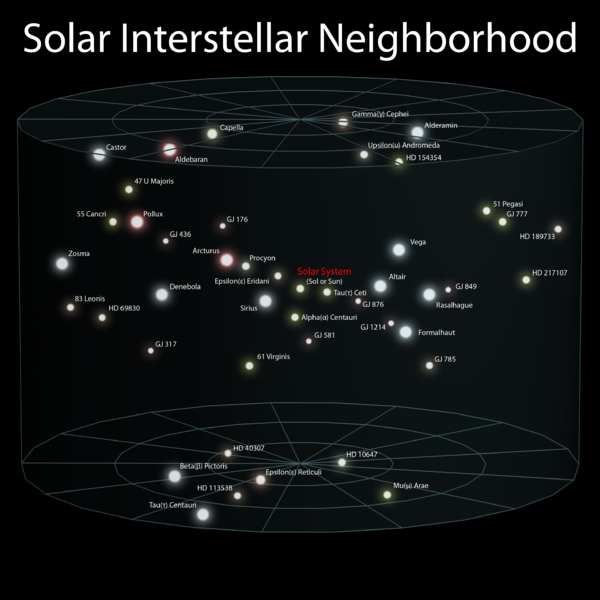 Solar Interstellar Neighborhood
Gamma(γ) Cephei
Alderamin
Capella
Castor
Aldebaran
Upsilon(υ) Andromeda
HD 154354
47 U Majoris
55 Cancri
Pollux
GJ 176
GJ 436
51 Pegasi
GJ 777
HD 189733
Zosma
Arcturus
Procyon
Vega
Solar System
(Sol or Sun)
Epsilon(ε) Eridani
Altair
HD 217107
Denebola
Tau(τ) Ceti
GJ 849
83 Leonis
HD 69830
Sirius
GJ 876
Rasalhague
Alpha(α) Centauri
GJ 1214
Formalhaut
GJ 581
GJ 317
61 Virginis
GJ 785
HD 40307
HD 10647
Beta(β) Pictoris
Epsilon(ε) Reticuli
HD 113538
Mu(μ) Arae
Tau(τ) Centauri